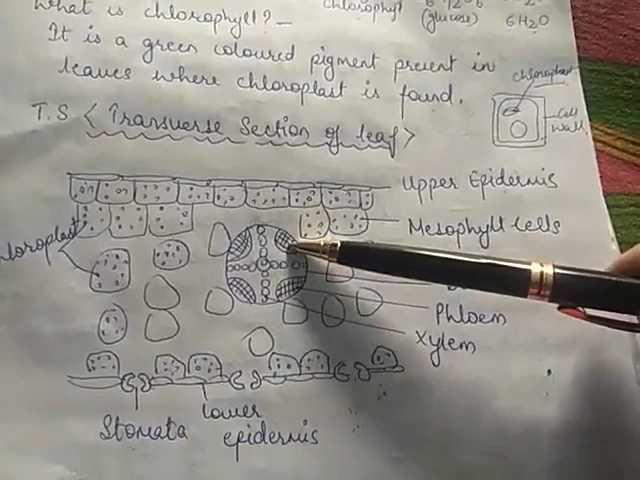 What is chlorophyll? -
chlorophyll
(glucose) 6H₂O
It is a green coloured pigment present in
leaves where chloroplast is found.
chloroplast
Cell
wall
T.S < Transverse Section of leaf >
Upper Epidermis
Mesophyll Cells
chloroplast
Phloem
Xylem
Stomata
lower
epidermis